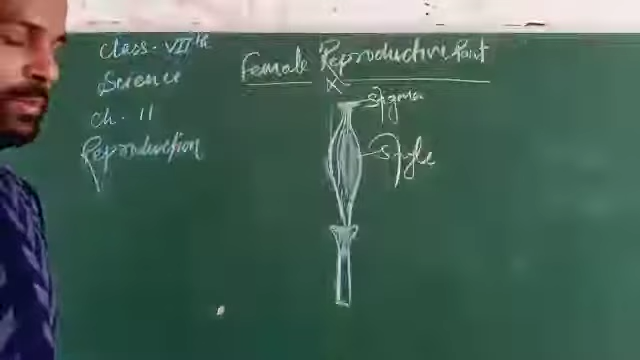 Class. VIIth
Science
Ch. 11
Reproduction
Female Reproductive Part
Stigma
Style